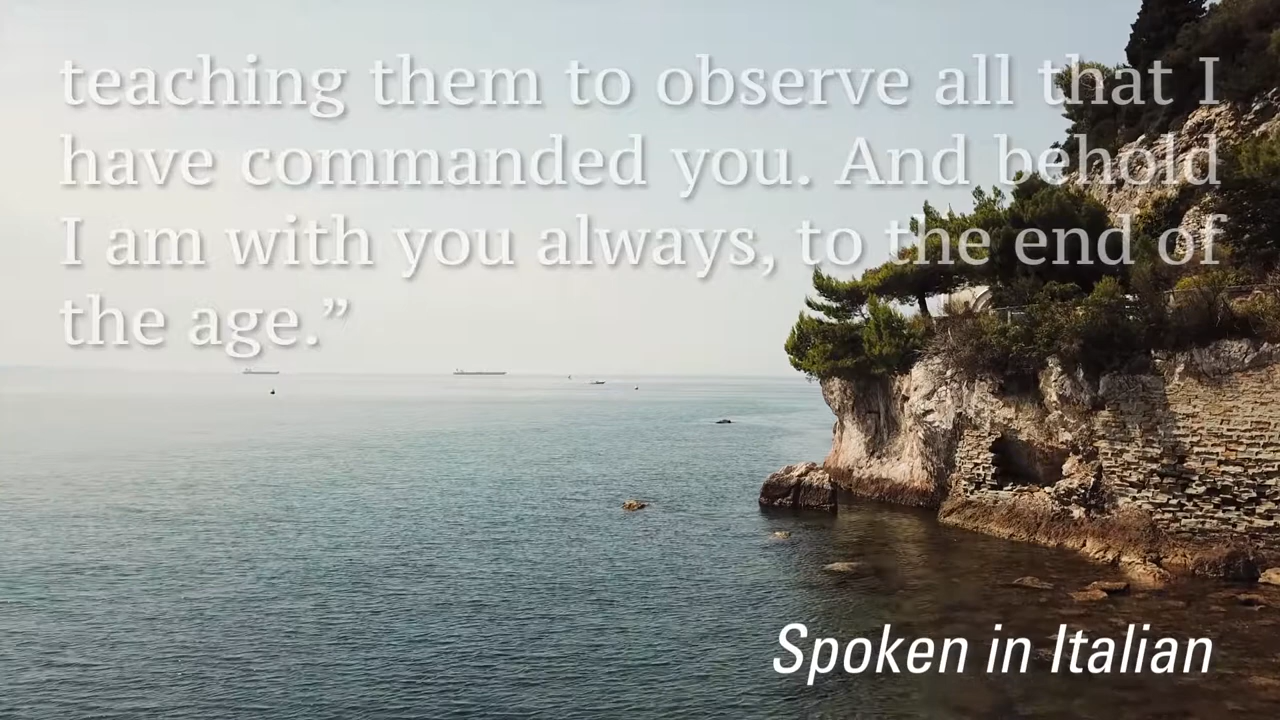 teaching them to observe all that I
have commanded you. And behold
I am with you always, to the end of
the age.”
Spoken in Italian